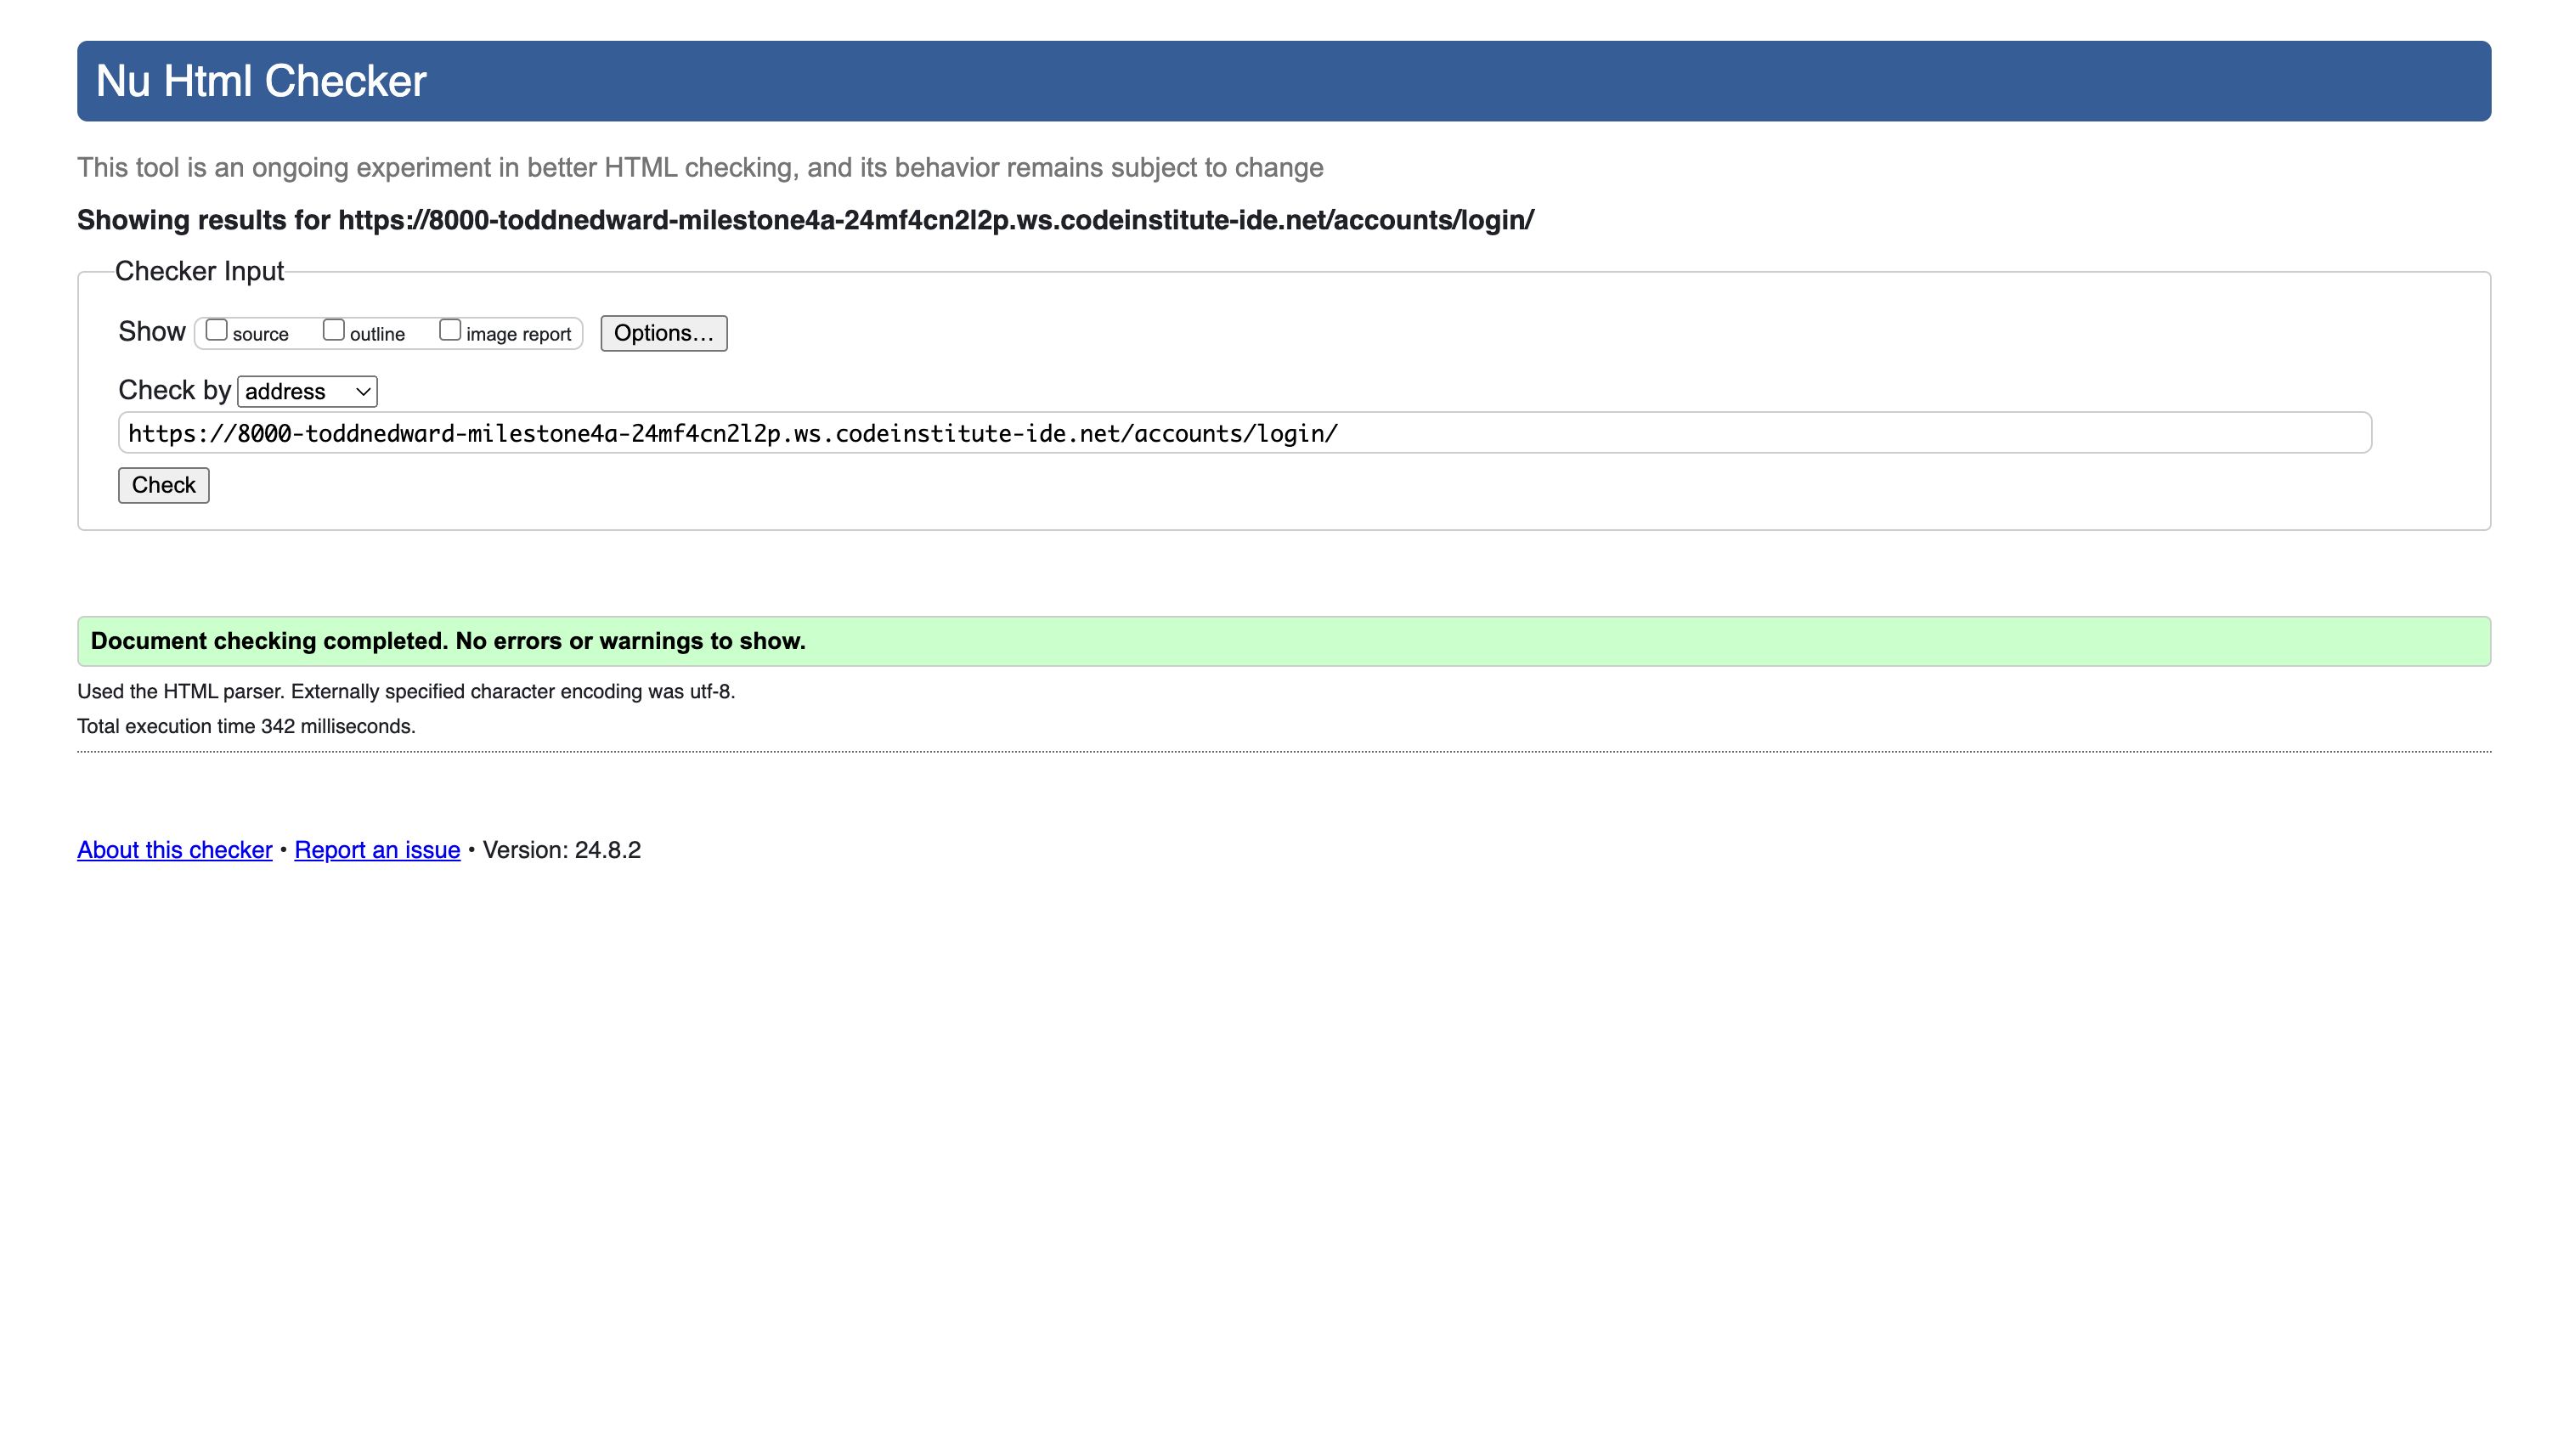 Nu Html Checker
This tool is an ongoing experiment in better HTML checking, and its behavior remains subject to change
Showing results for https://8000-toddnedward-milestone4a-24mf4cn2l2p.ws.codeinstitute-ide.net/accounts/login/
Checker Input
Show source outline image report Options...
Check by address
https://8000-toddnedward-milestone4a-24mf4cn2l2p.ws.codeinstitute-ide.net/accounts/login/
Check
Document checking completed. No errors or warnings to show.
Used the HTML parser. Externally specified character encoding was utf-8.
Total execution time 342 milliseconds.
About this checker • Report an issue • Version: 24.8.2